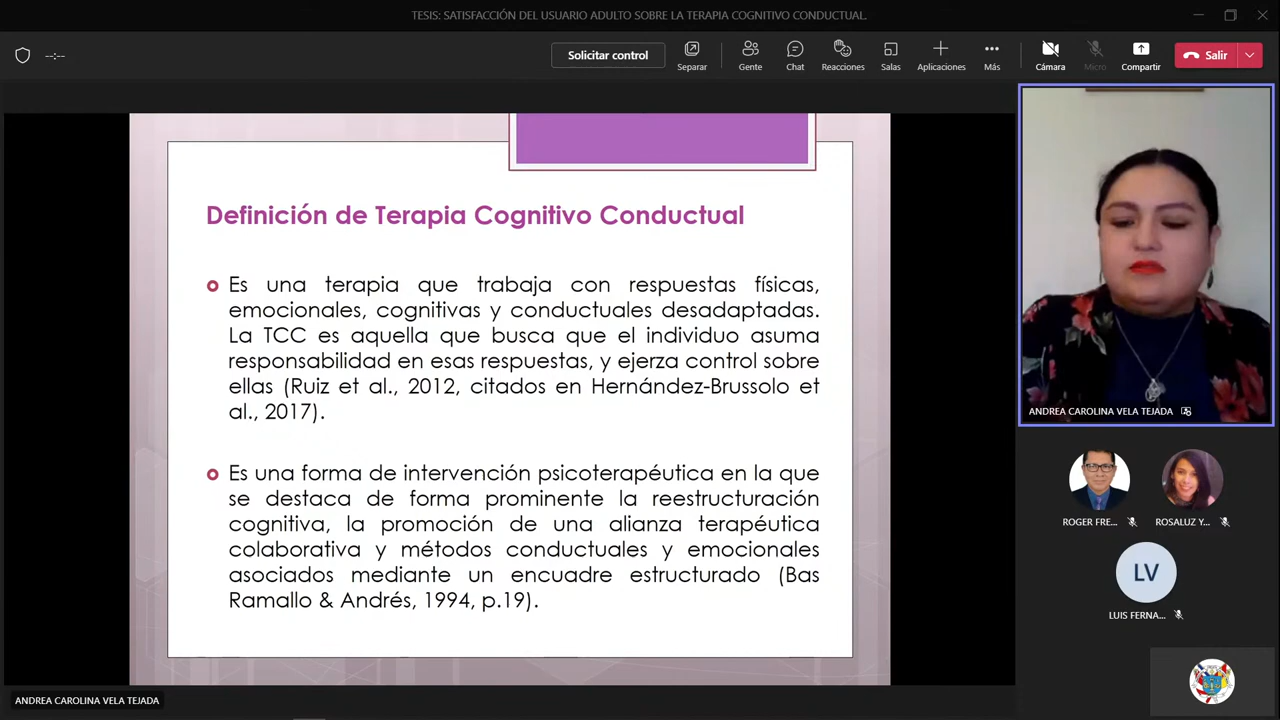 TESIS: SATISFACCIÓN DEL USUARIO ADULTO SOBRE LA TERAPIA COGNITIVO CONDUCTUAL.
--:--
Solicitar control
Separar
Gente
Chat
Reacciones
Salas
Aplicaciones
Más
Cámara
Micro
Compartir
Salir
Definición de Terapia Cognitivo Conductual
Es una terapia que trabaja con respuestas físicas,
emocionales, cognitivas y conductuales desadaptadas.
La TCC es aquella que busca que el individuo asuma
responsabilidad en esas respuestas, y ejerza control sobre
ellas (Ruiz et al., 2012, citados en Hernández-Brussolo et
al., 2017).
Es una forma de intervención psicoterapéutica en la que
se destaca de forma prominente la reestructuración
cognitiva, la promoción de una alianza terapéutica
colaborativa y métodos conductuales y emocionales
asociados mediante un encuadre estructurado (Bas
Ramallo & Andrés, 1994, p.19).
ANDREA CAROLINA VELA TEJADA
ROGER FRE...
ROSALUZ Y...
LV
LUIS FERNA...
ANDREA CAROLINA VELA TEJADA